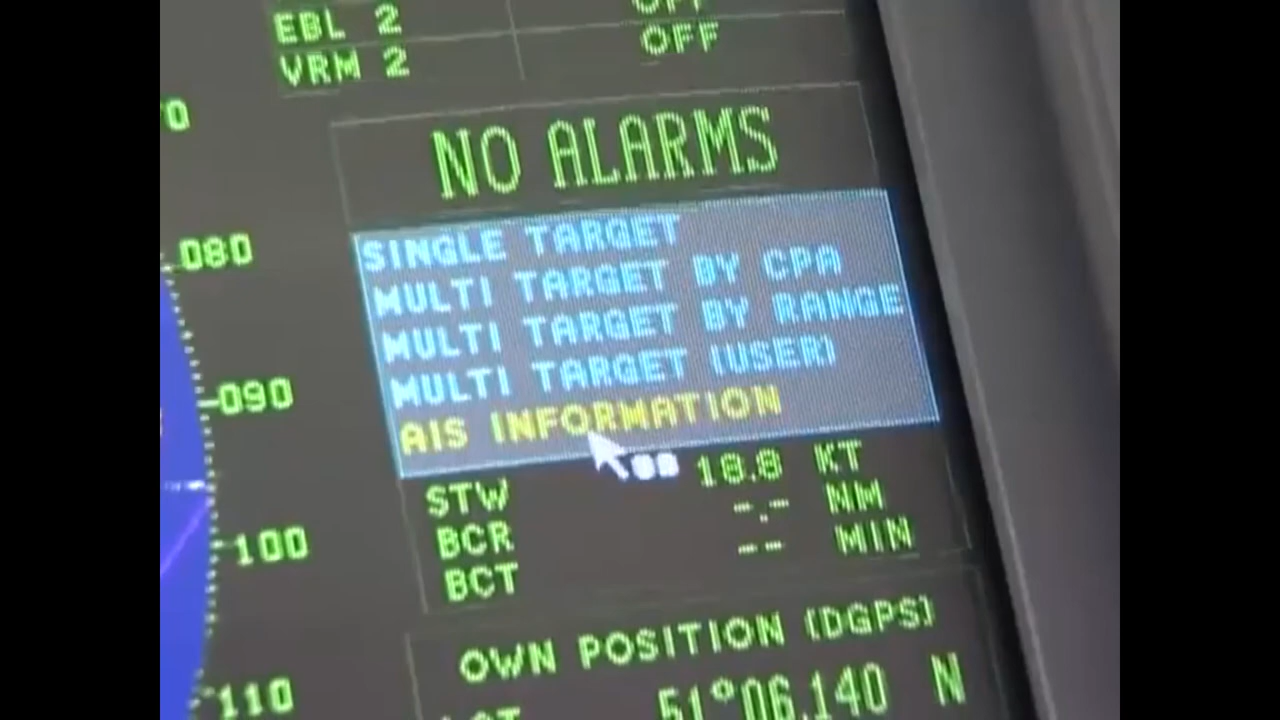 EBL 2 OFF
VRM 2 OFF
NO ALARMS
SINGLE TARGET
MULTI TARGET BY CPA
MULTI TARGET BY RANGE
MULTI TARGET (USER)
AIS INFORMATION
STW 18.8 KT
BCR --.-- NM
BCT -- MIN
OWN POSITION (DGPS)
51°06.140 N
080
090
100
110